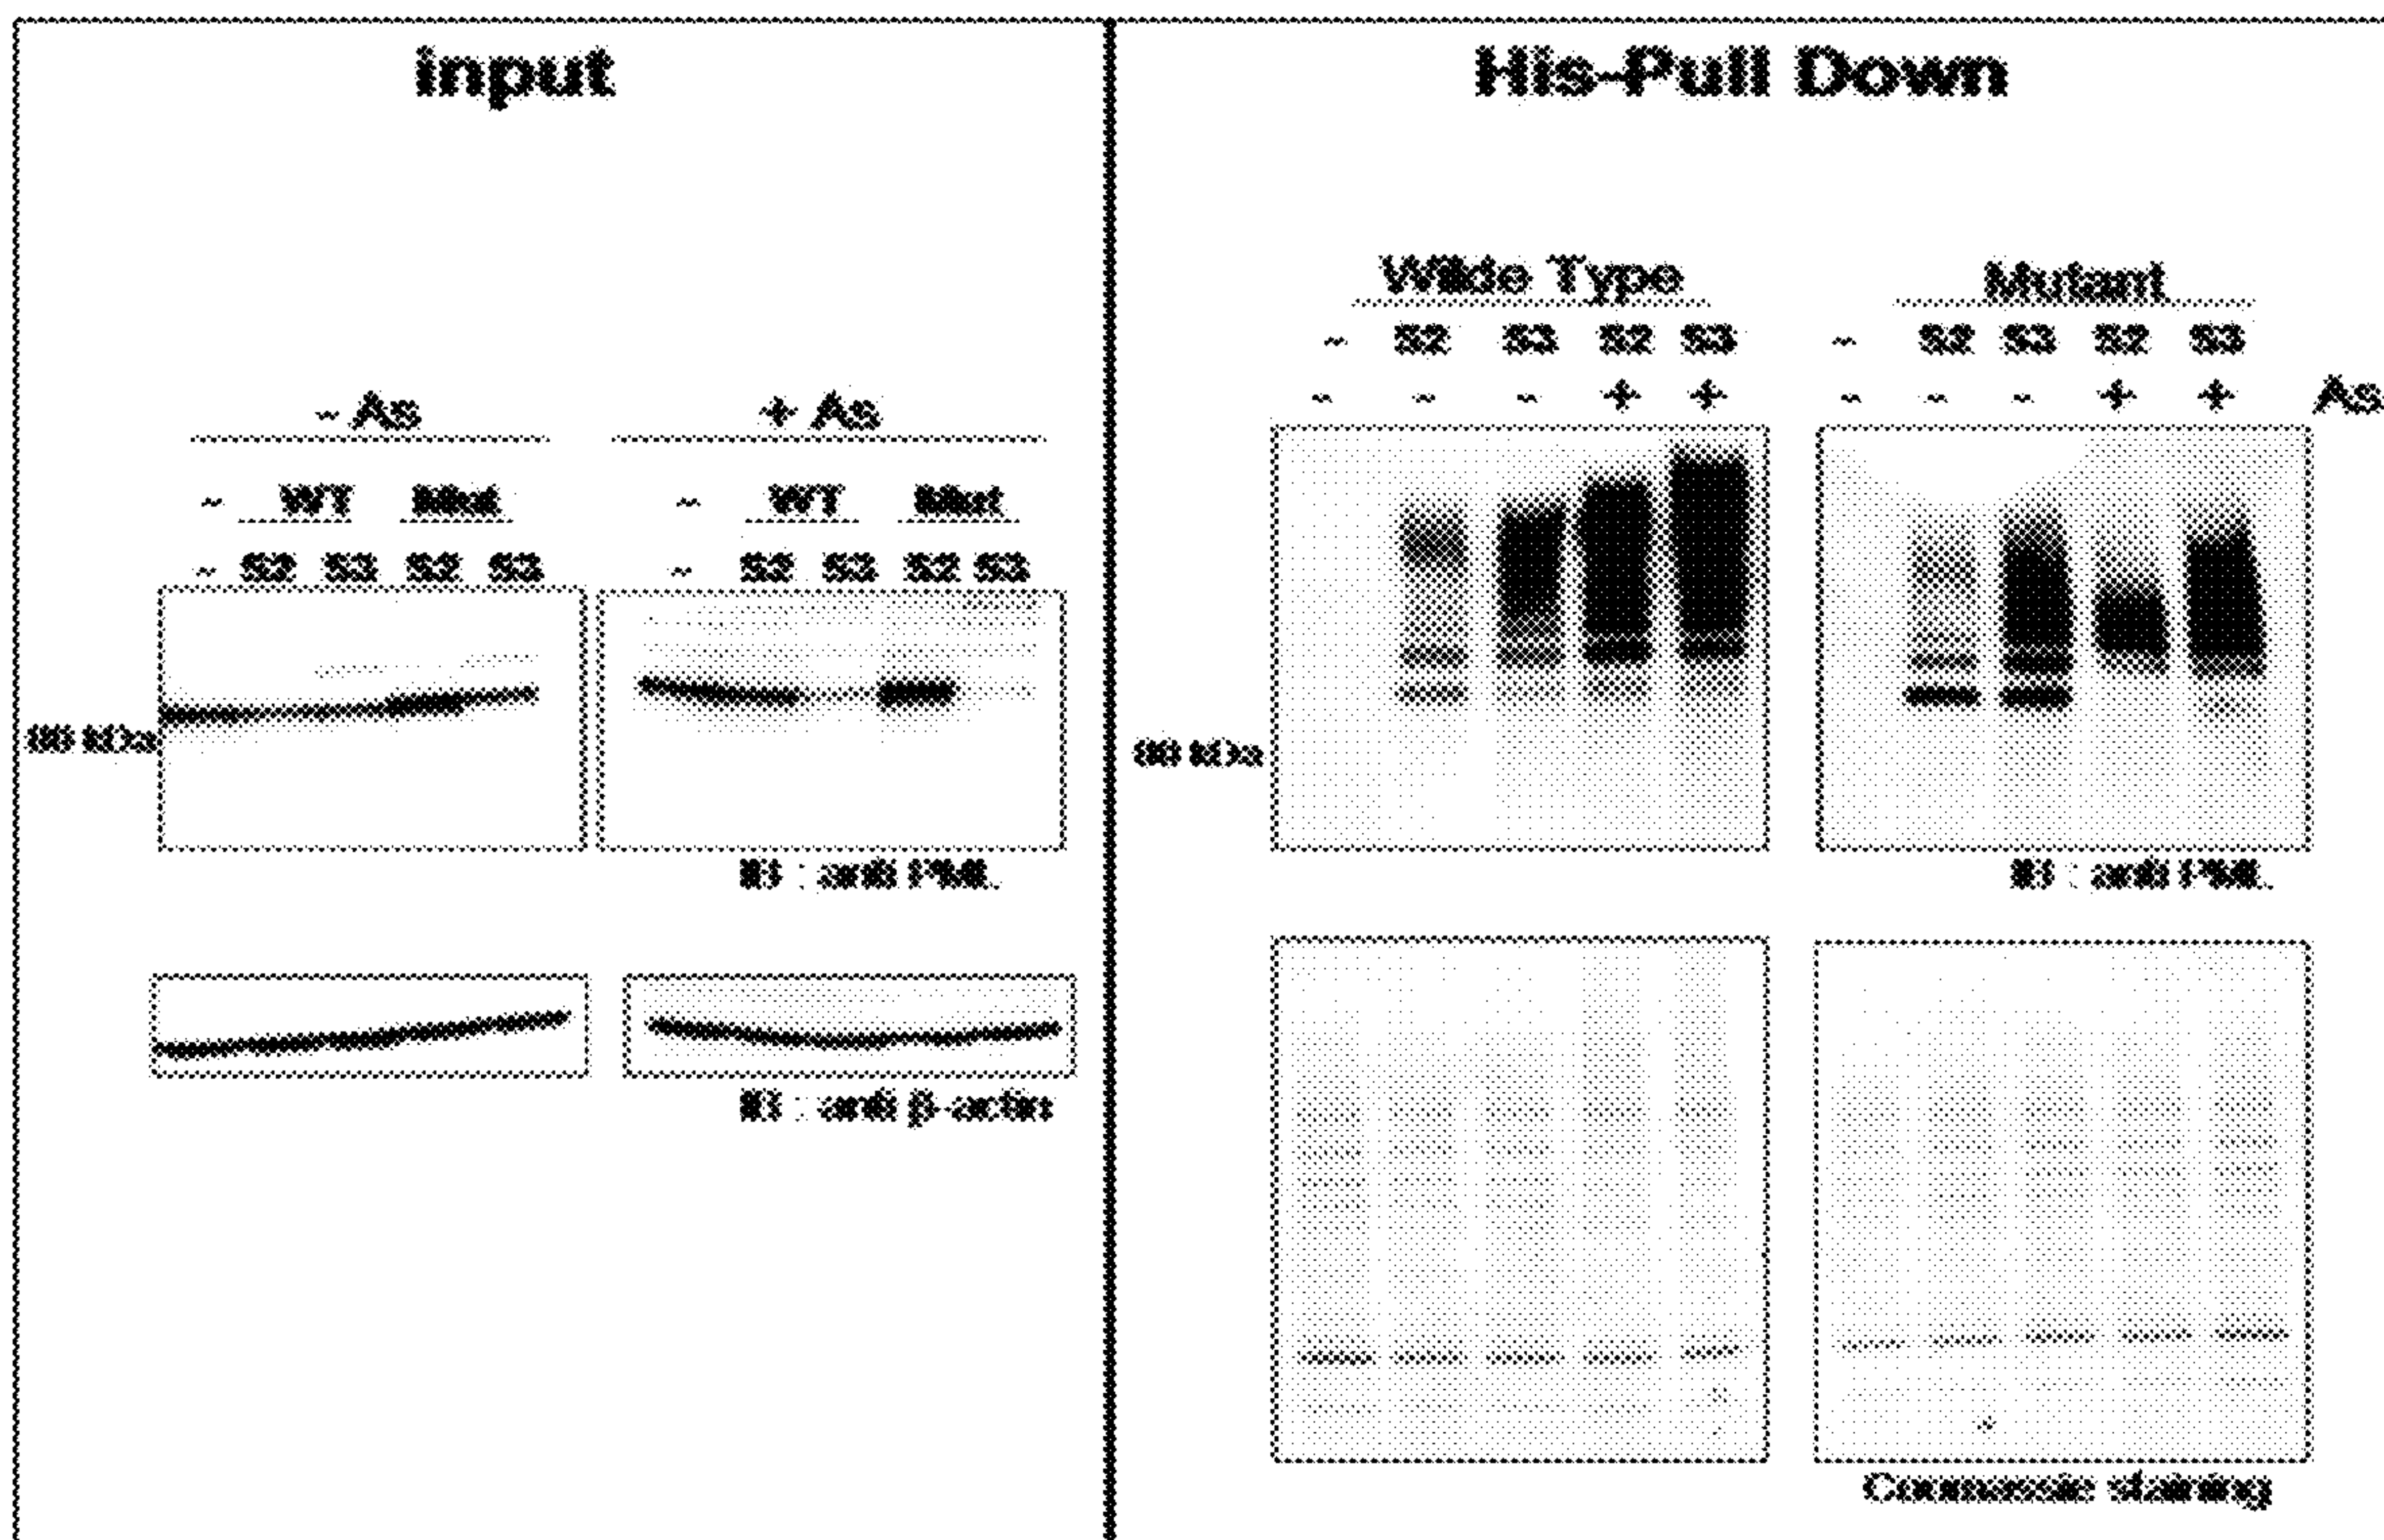 input
- As + As
- WT Mut - WT Mut
- S2 S3 S2 S3 - S2 S3 S2 S3
kDa
IB : anti PML
IB : anti β-actin
His-Pull Down
Wilde Type Mutant
- S2 S3 S2 S3 - S2 S3 S2 S3
- - - + + - - - + + As
kDa
IB : anti PML
Coomassie staining